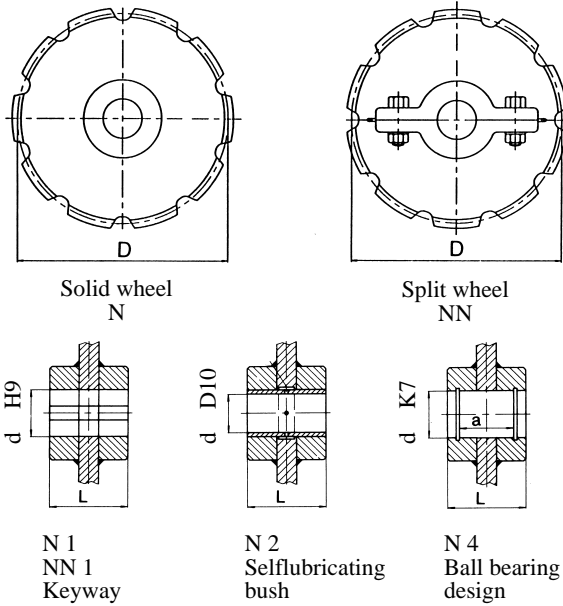 D
D
Solid wheel
N
Split wheel
NN
d H9
L
d D10
L
d K7
a
L
N 1
NN 1
Keyway
N 2
Selflubricating
bush
N 4
Ball bearing
design